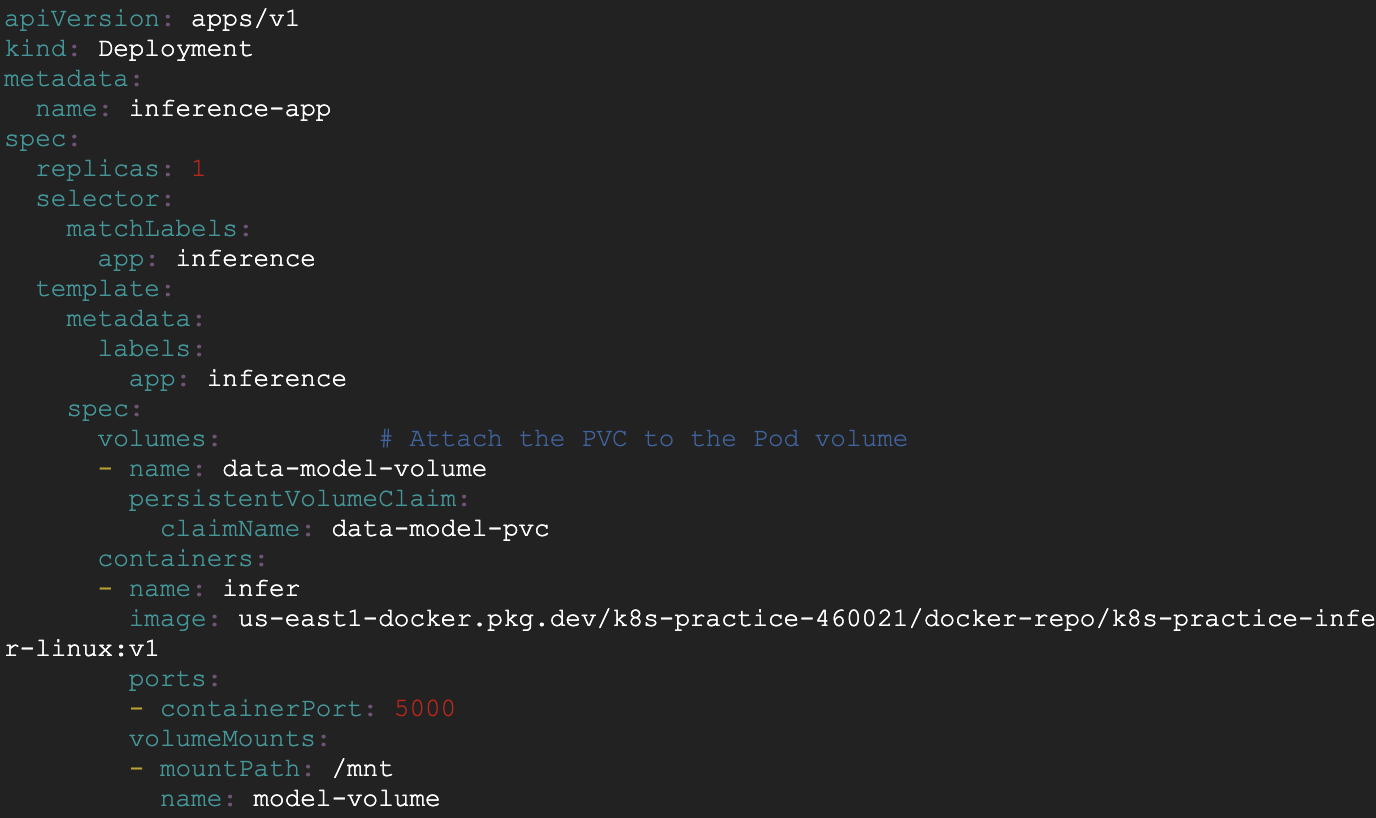 apiVersion: apps/v1
kind: Deployment
metadata:
  name: inference-app
spec:
  replicas: 1
  selector:
    matchLabels:
      app: inference
  template:
    metadata:
      labels:
        app: inference
    spec:
      volumes:          # Attach the PVC to the Pod volume
      - name: data-model-volume
        persistentVolumeClaim:
          claimName: data-model-pvc
      containers:
      - name: infer
        image: us-east1-docker.pkg.dev/k8s-practice-460021/docker-repo/k8s-practice-infe
r-linux:v1
        ports:
        - containerPort: 5000
        volumeMounts:
        - mountPath: /mnt
          name: model-volume